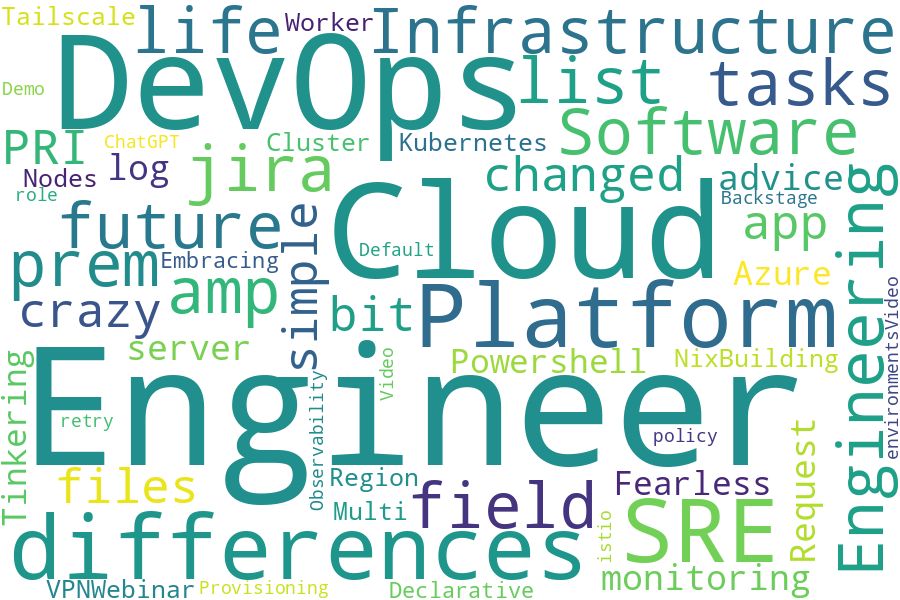 Tailscale
life
Worker
Infrastructure
DevOps
list
tasks
Demo
Software
PRI
ChatGPT
Cluster
Kubernetes
Nodes
log
jira
changed
advice
role
Backstage
future
simple
Cloud
app
Engineering
prem
Embracing
Default
Azure
crazy
amp
bit
Platform
environmentsVideo
server
Powershell
NixBuilding
Tinkering
Engineer
Video
Observability
retry
policy
Request
files
Region
field
Fearless
Multi
SRE
differences
istio
monitoring
VPNWebinar
Provisioning
Declarative